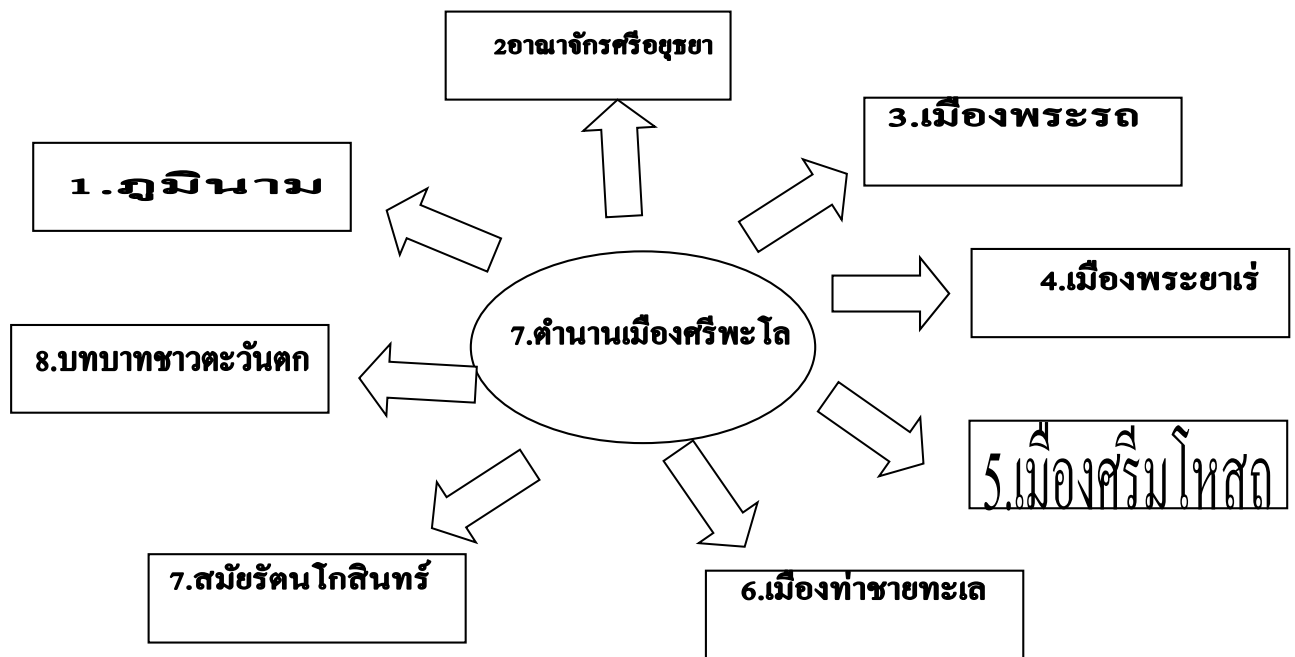 2อาณาจักรศรีอยุธยา
3.เมืองพระรถ
1.ภูมินาม
4.เมืองพระยาเร่
7.ตำนานเมืองศรีพะโล
8.บทบาทชาวตะวันตก
5.เมืองศรีมโหสถ
7.สมัยรัตนโกสินทร์
6.เมืองท่าชายทะเล